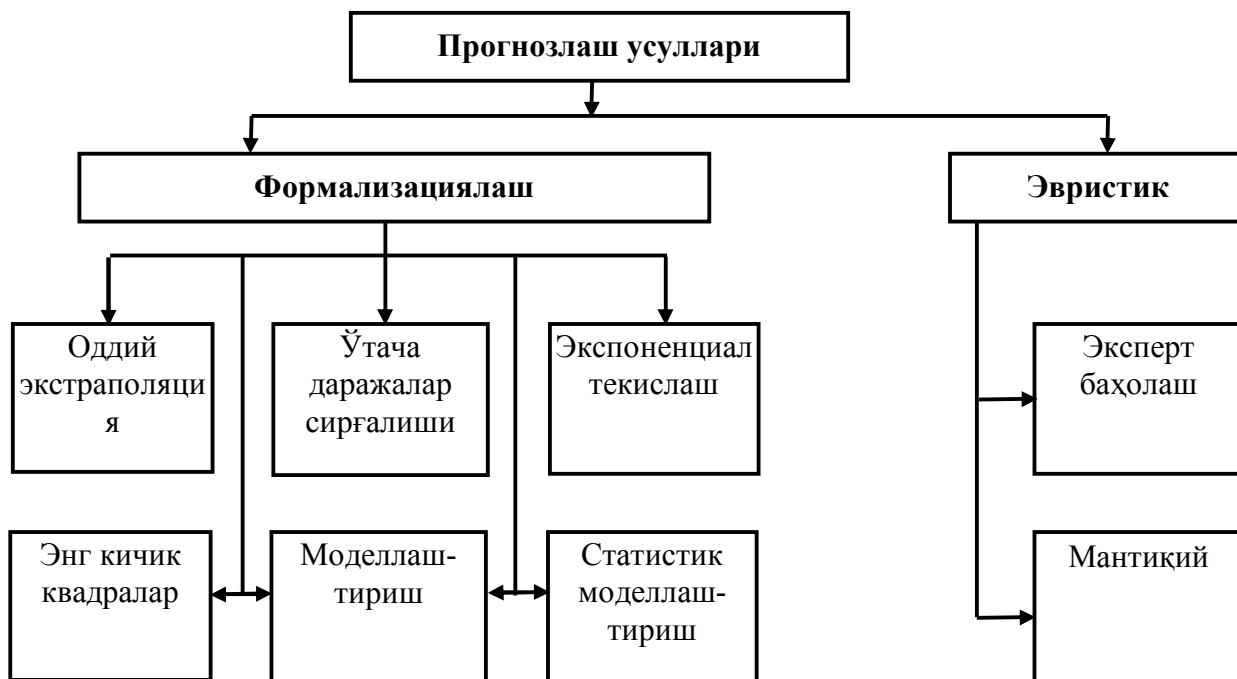 Прогнозлаш усуллари
Формализациялаш
Эвристик
Оддий
экстраполяци
я
Ўтача
даражалар
сирғалиши
Экспоненциал
текислаш
Эксперт
баҳолаш
Энг кичик
квадралар
Моделлаш-
тириш
Статистик
моделлаш-
тириш
Мантиқий